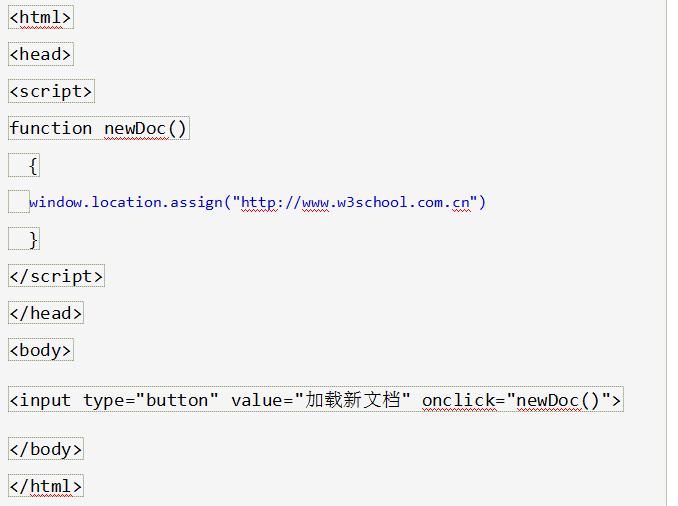 <html>
<head>
<script>
function newDoc()
{
window.location.assign("http://www.w3school.com.cn")
}
</script>
</head>
<body>
<input type="button" value="加载新文档" onclick="newDoc()">
</body>
</html>